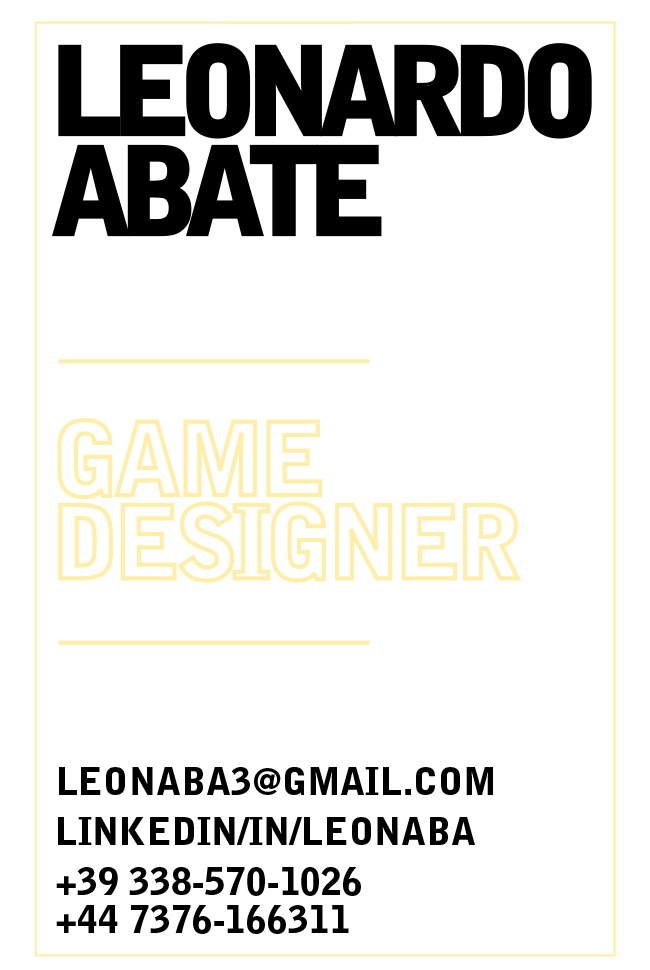 LEONARDO
ABATE
GAME
DESIGNER
LEONABA3@GMAIL.COM
LINKEDIN/IN/LEONABA
+39 338-570-1026
+44 7376-166311